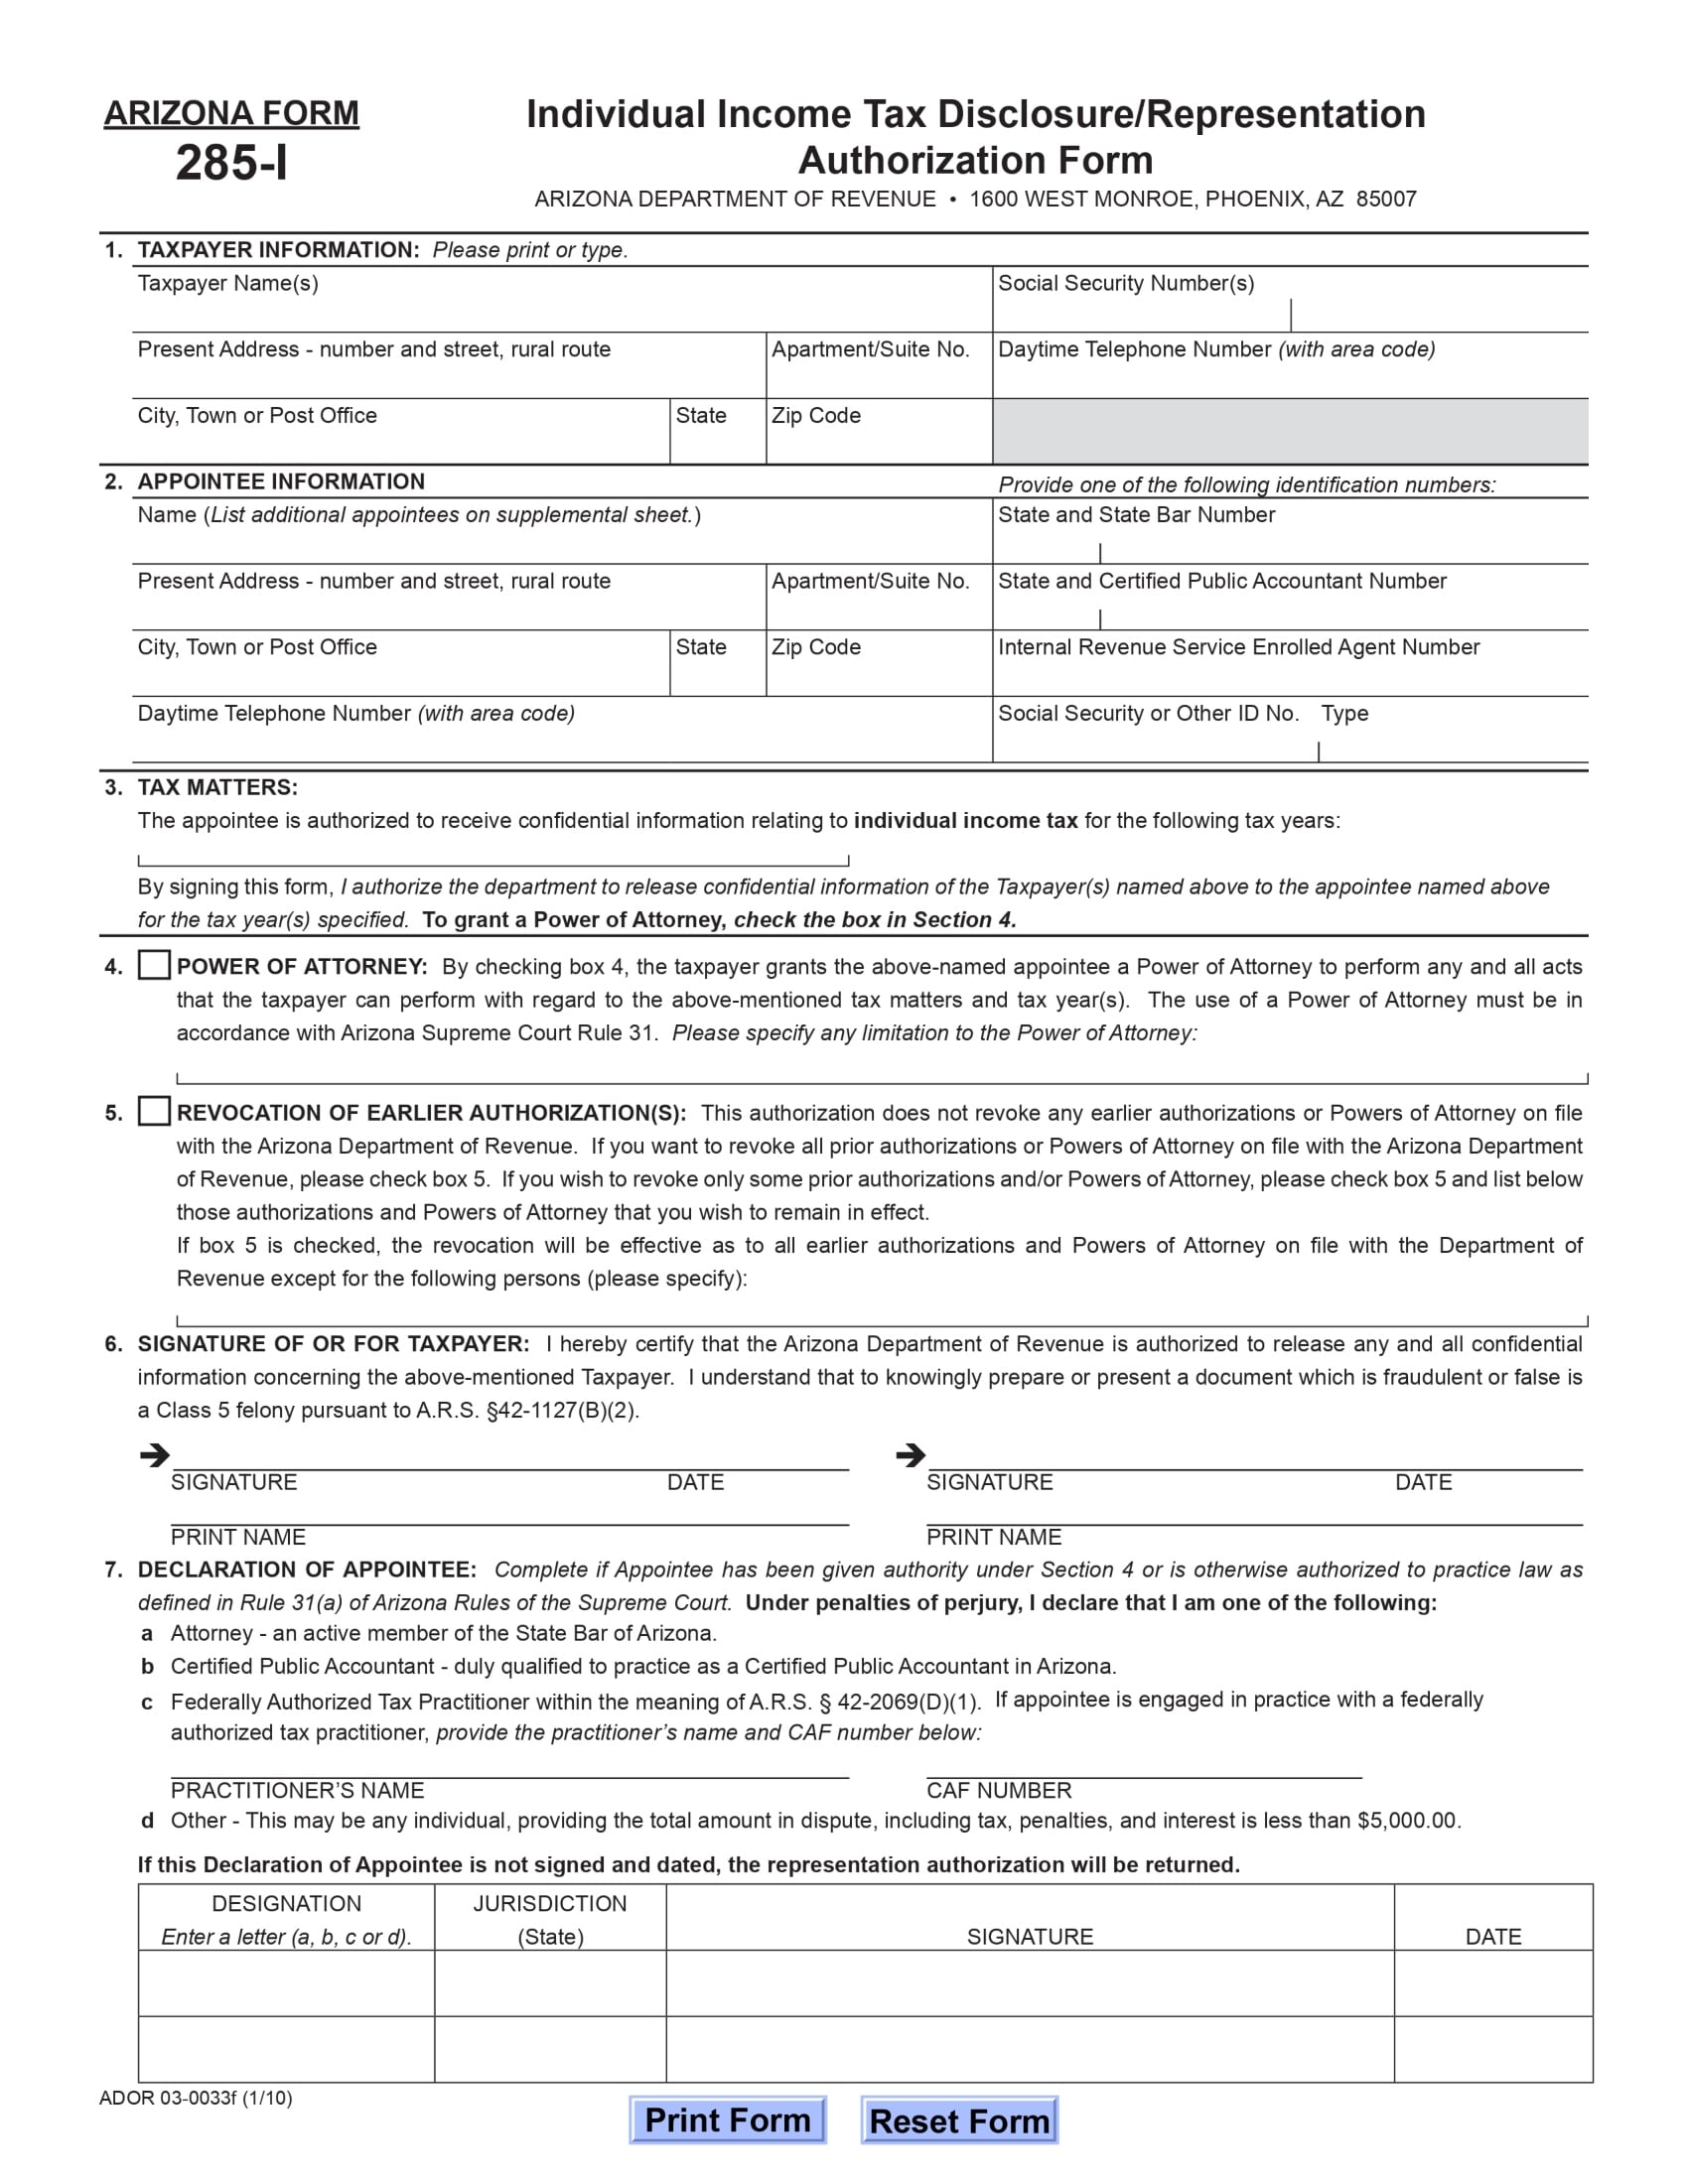 ARIZONA FORM
285-I
Individual Income Tax Disclosure/Representation
Authorization Form
ARIZONA DEPARTMENT OF REVENUE • 1600 WEST MONROE, PHOENIX, AZ 85007
1. TAXPAYER INFORMATION: Please print or type.
Taxpayer Name(s)
Social Security Number(s)
Present Address - number and street, rural route
Apartment/Suite No.
Daytime Telephone Number (with area code)
City, Town or Post Office
State
Zip Code
2. APPOINTEE INFORMATION
Provide one of the following identification numbers:
Name (List additional appointees on supplemental sheet.)
State and State Bar Number
Present Address - number and street, rural route
Apartment/Suite No.
State and Certified Public Accountant Number
City, Town or Post Office
State
Zip Code
Internal Revenue Service Enrolled Agent Number
Daytime Telephone Number (with area code)
Social Security or Other ID No. Type
3. TAX MATTERS:
The appointee is authorized to receive confidential information relating to individual income tax for the following tax years:
By signing this form, I authorize the department to release confidential information of the Taxpayer(s) named above to the appointee named above
for the tax year(s) specified. To grant a Power of Attorney, check the box in Section 4.
4. POWER OF ATTORNEY: By checking box 4, the taxpayer grants the above-named appointee a Power of Attorney to perform any and all acts
that the taxpayer can perform with regard to the above-mentioned tax matters and tax year(s). The use of a Power of Attorney must be in
accordance with Arizona Supreme Court Rule 31. Please specify any limitation to the Power of Attorney:
5. REVOCATION OF EARLIER AUTHORIZATION(S): This authorization does not revoke any earlier authorizations or Powers of Attorney on file
with the Arizona Department of Revenue. If you want to revoke all prior authorizations or Powers of Attorney on file with the Arizona Department
of Revenue, please check box 5. If you wish to revoke only some prior authorizations and/or Powers of Attorney, please check box 5 and list below
those authorizations and Powers of Attorney that you wish to remain in effect.
If box 5 is checked, the revocation will be effective as to all earlier authorizations and Powers of Attorney on file with the Department of
Revenue except for the following persons (please specify):
6. SIGNATURE OF OR FOR TAXPAYER: I hereby certify that the Arizona Department of Revenue is authorized to release any and all confidential
information concerning the above-mentioned Taxpayer. I understand that to knowingly prepare or present a document which is fraudulent or false is
a Class 5 felony pursuant to A.R.S. §42-1127(B)(2).
SIGNATURE DATE
SIGNATURE DATE
PRINT NAME
PRINT NAME
7. DECLARATION OF APPOINTEE: Complete if Appointee has been given authority under Section 4 or is otherwise authorized to practice law as
defined in Rule 31(a) of Arizona Rules of the Supreme Court. Under penalties of perjury, I declare that I am one of the following:
a Attorney - an active member of the State Bar of Arizona.
b Certified Public Accountant - duly qualified to practice as a Certified Public Accountant in Arizona.
c Federally Authorized Tax Practitioner within the meaning of A.R.S. § 42-2069(D)(1). If appointee is engaged in practice with a federally
authorized tax practitioner, provide the practitioner's name and CAF number below:
PRACTITIONER'S NAME
CAF NUMBER
d Other - This may be any individual, providing the total amount in dispute, including tax, penalties, and interest is less than $5,000.00.
If this Declaration of Appointee is not signed and dated, the representation authorization will be returned.
DESIGNATION
Enter a letter (a, b, c or d).
JURISDICTION
(State)
SIGNATURE
DATE
ADOR 03-0033f (1/10)
Print Form
Reset Form